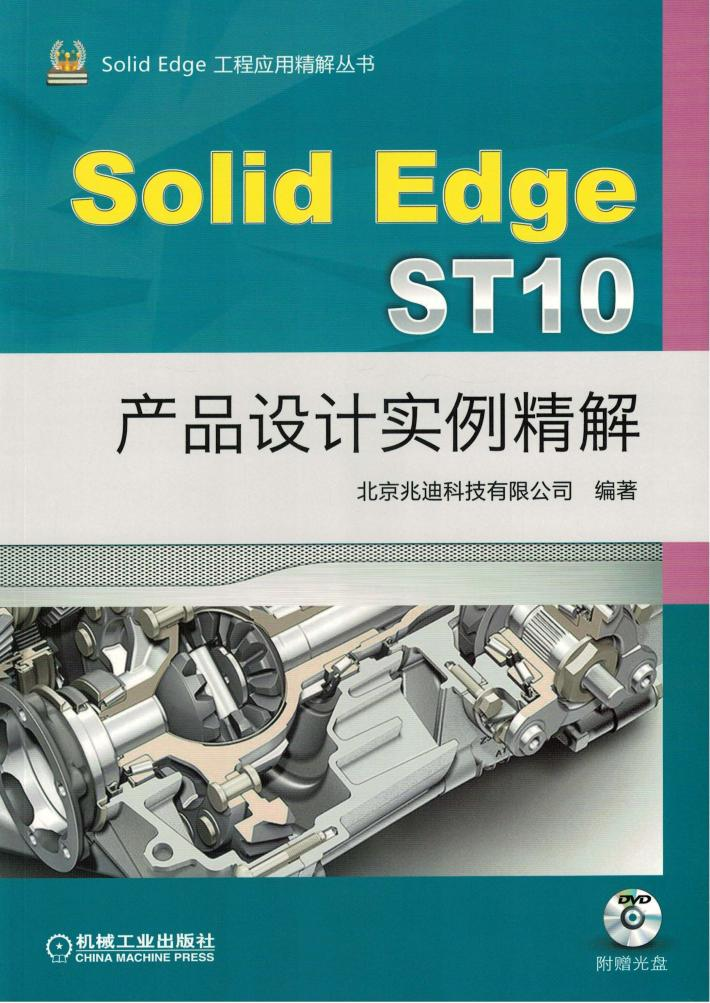 Solid Edge 工程应用精解丛书
Solid Edge
ST10
产品设计实例精解
北京兆迪科技有限公司 编著
DVD
机械工业出版社
CHINA MACHINE PRESS
附赠光盘